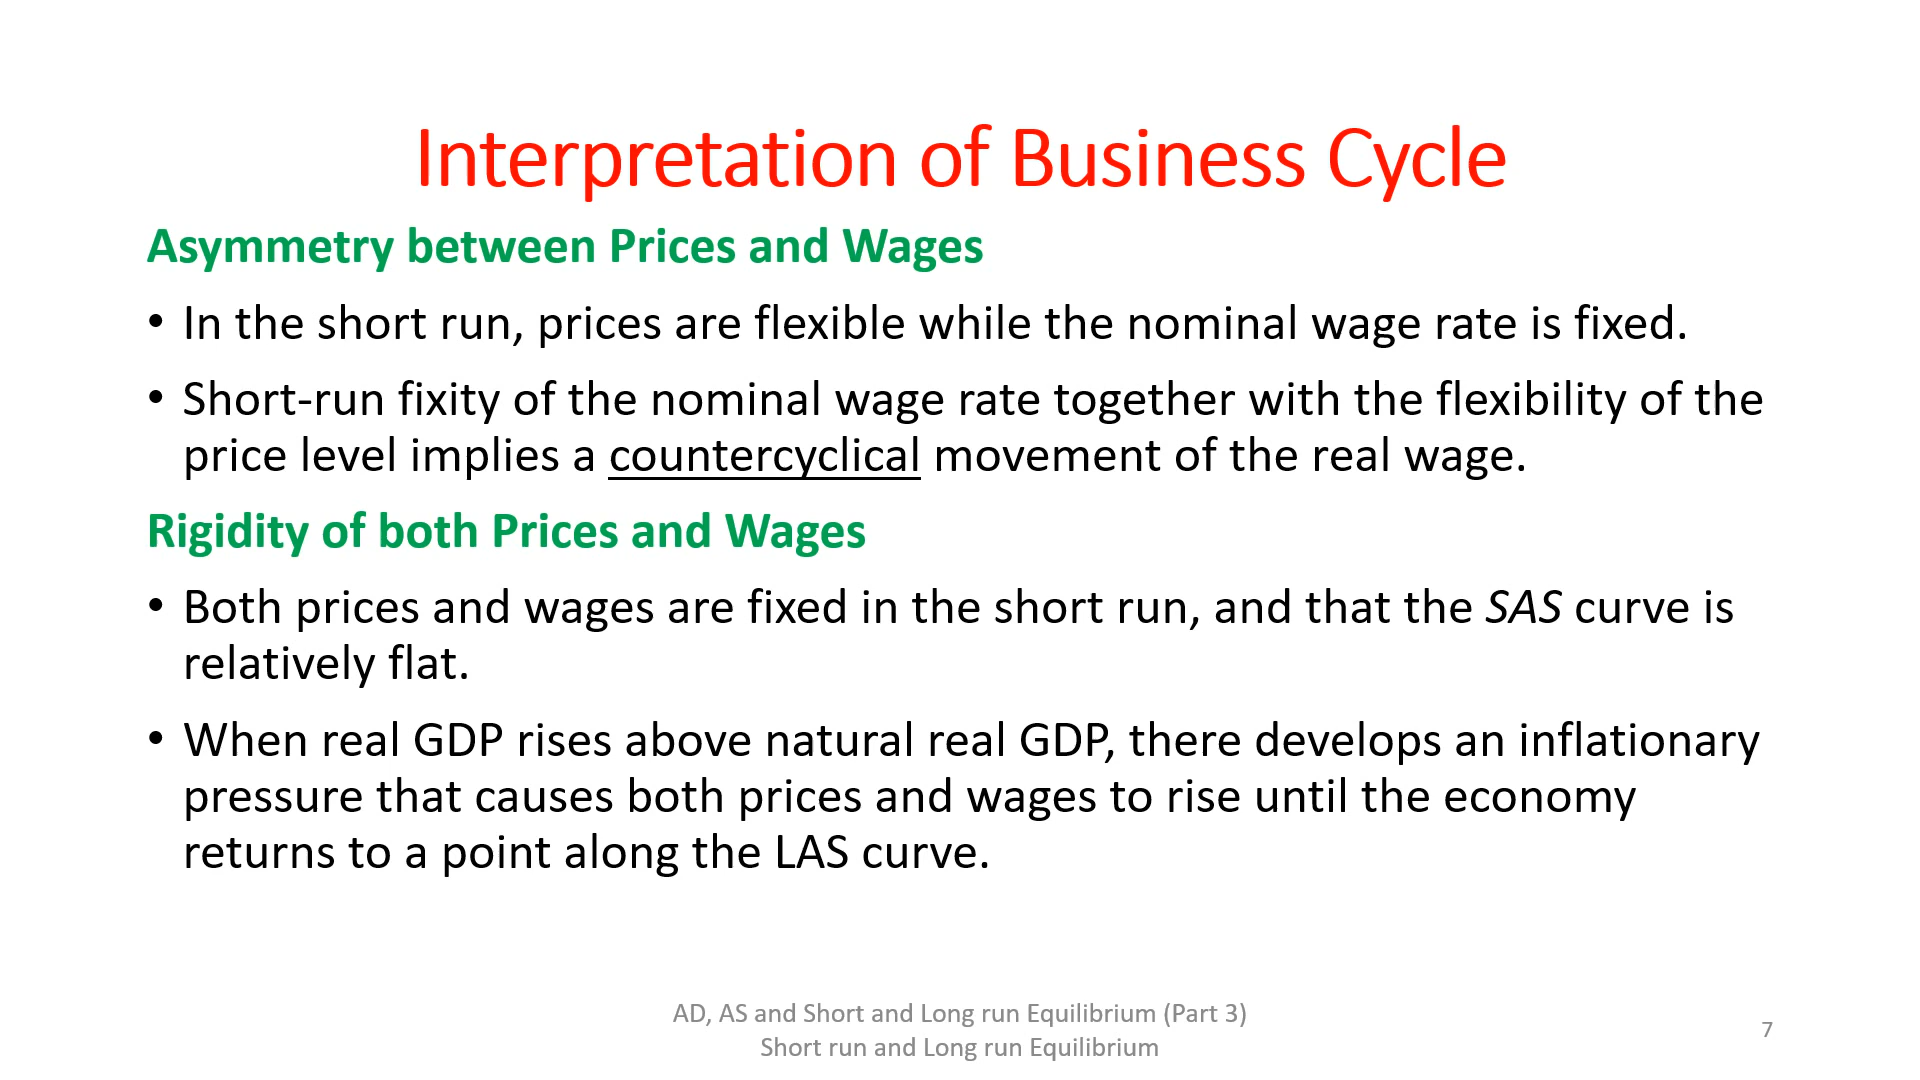 Interpretation of Business Cycle
Asymmetry between Prices and Wages
• In the short run, prices are flexible while the nominal wage rate is fixed.
• Short-run fixity of the nominal wage rate together with the flexibility of the
price level implies a countercyclical movement of the real wage.
Rigidity of both Prices and Wages
• Both prices and wages are fixed in the short run, and that the SAS curve is
relatively flat.
• When real GDP rises above natural real GDP, there develops an inflationary
pressure that causes both prices and wages to rise until the economy
returns to a point along the LAS curve.
AD, AS and Short and Long run Equilibrium (Part 3)
Short run and Long run Equilibrium
7